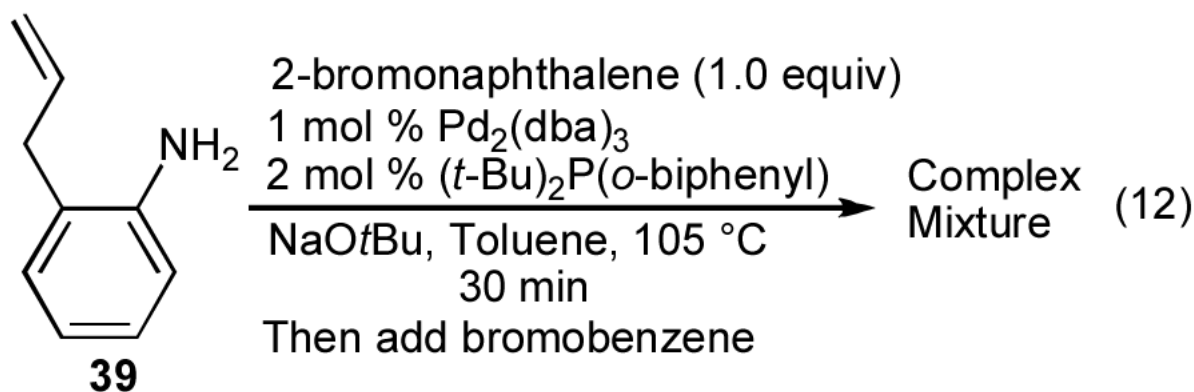 2-bromonaphthalene (1.0 equiv)
1 mol % Pd2(dba)3
2 mol % (t-Bu)2P(o-biphenyl)
NH2
Complex
Mixture
(12)
NaOtBu, Toluene, 105 °C
30 min
Then add bromobenzene
39